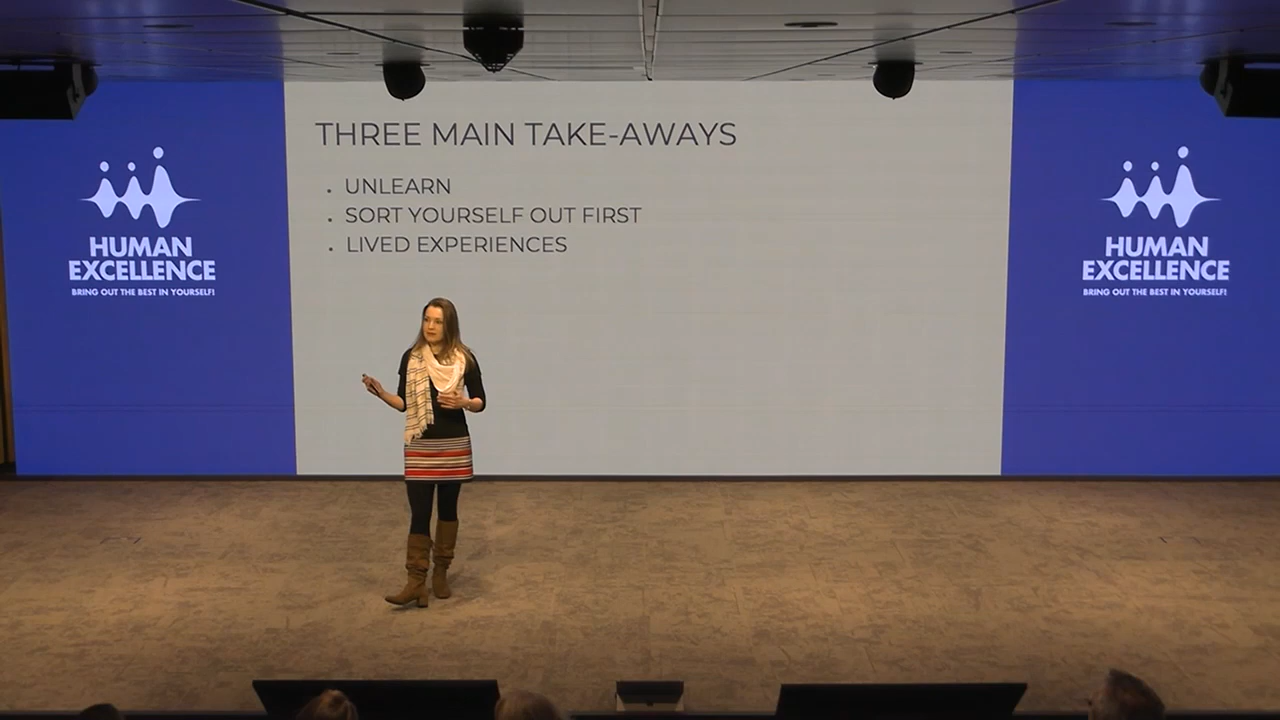 THREE MAIN TAKE-AWAYS
. UNLEARN
. SORT YOURSELF OUT FIRST
. LIVED EXPERIENCES
HUMAN
EXCELLENCE
BRING OUT THE BEST IN YOURSELF!
HUMAN
EXCELLENCE
BRING OUT THE BEST IN YOURSELF!